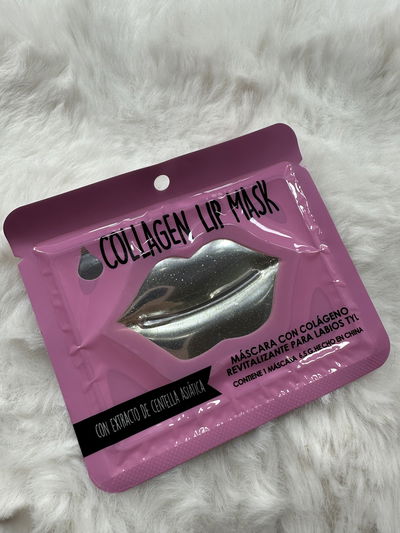 COLLAGEN LIP MASK
MÁSCARA CON COLÁGENO
REVITALIZANTE PARA LABIOS TYL
CONTIENE 1 MÁSCARA 6.5 G. HECHO EN CHINA
CON EXTRACTO DE CENTELLA ASIÁTICA